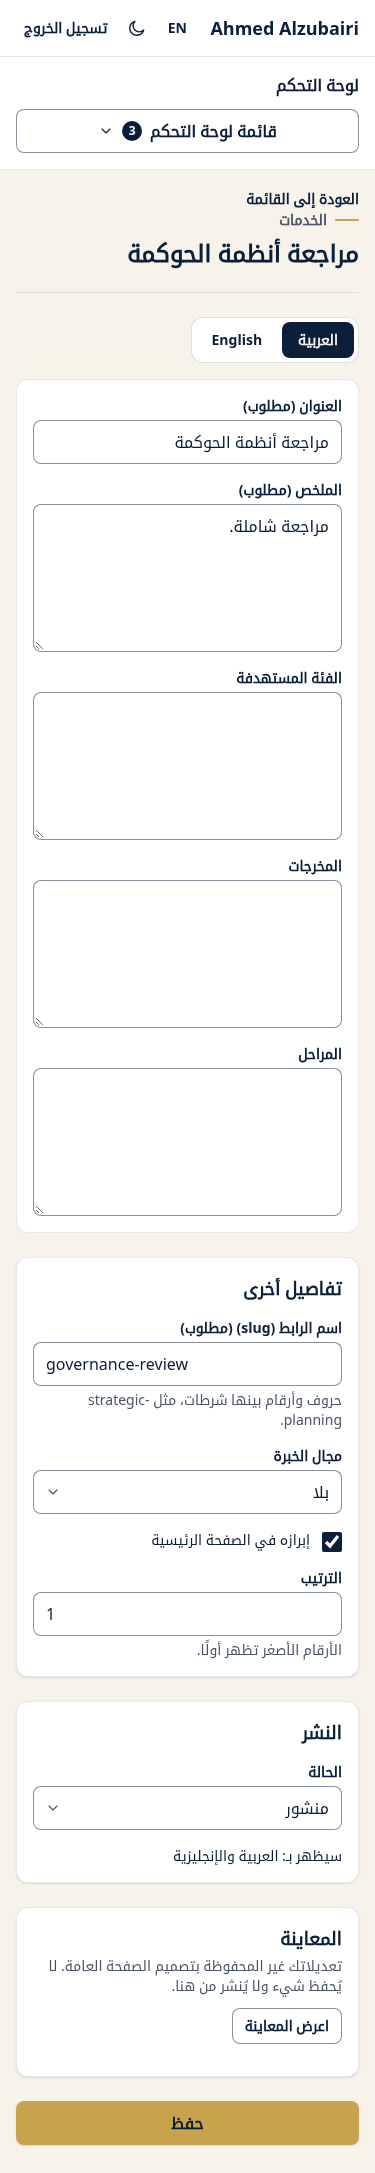 Ahmed Alzubairi
EN
تسجيل الخروج
لوحة التحكم
قائمة لوحة التحكم 3
العودة إلى القائمة
الخدمات
مراجعة أنظمة الحوكمة
العربية
English
العنوان (مطلوب)
مراجعة أنظمة الحوكمة
الملخص (مطلوب)
مراجعة شاملة.
الفئة المستهدفة
المخرجات
المراحل
تفاصيل أخرى
اسم الرابط (slug) (مطلوب)
governance-review
حروف وأرقام بينها شرطات، مثل strategic-
planning.
مجال الخبرة
بلا
إبرازه في الصفحة الرئيسية
الترتيب
1
الأرقام الأصغر تظهر أولًا.
النشر
الحالة
منشور
سيظهر بـ: العربية والإنجليزية
المعاينة
تعديلاتك غير المحفوظة بتصميم الصفحة العامة. لا
يُحفظ شيء ولا يُنشر من هنا.
اعرض المعاينة
حفظ